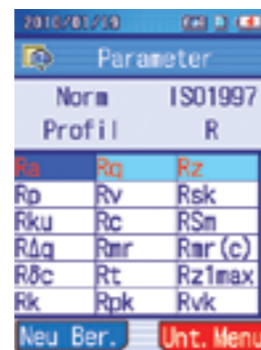 2010/01/20
Parameter
Norm ISO1997
Profil R
Ra Rq Rz
Rp Rv Rsk
Rku Rc RSm
RΔq Rmr Rmr(c)
Rδc Rt Rz1max
Rk Rpk Rvk
Neu Ber. Unt. Menu